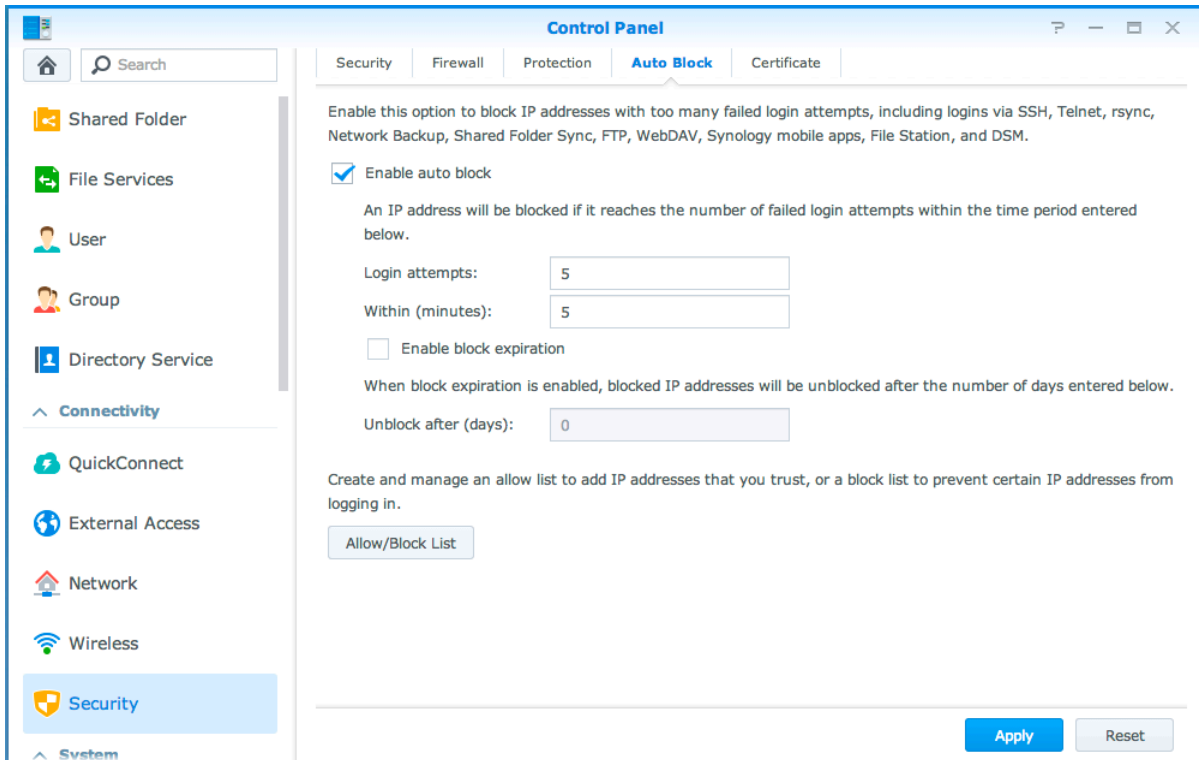 Control Panel
Search
Shared Folder
File Services
User
Group
Directory Service
Connectivity
QuickConnect
External Access
Network
Wireless
Security
System
Security
Firewall
Protection
Auto Block
Certificate
Enable this option to block IP addresses with too many failed login attempts, including logins via SSH, Telnet, rsync,
Network Backup, Shared Folder Sync, FTP, WebDAV, Synology mobile apps, File Station, and DSM.
Enable auto block
An IP address will be blocked if it reaches the number of failed login attempts within the time period entered
below.
Login attempts: 5
Within (minutes): 5
Enable block expiration
When block expiration is enabled, blocked IP addresses will be unblocked after the number of days entered below.
Unblock after (days): 0
Create and manage an allow list to add IP addresses that you trust, or a block list to prevent certain IP addresses from
logging in.
Allow/Block List
Apply
Reset